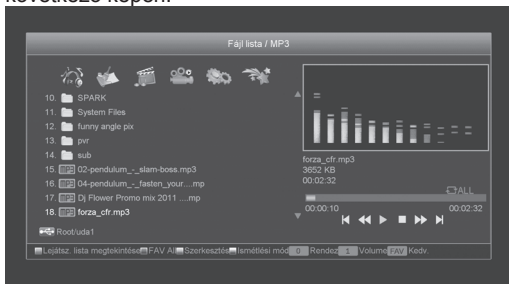 következő képen:
Fájl lista / MP3
10. SPARK
11. System Files
12. funny angle pix
13. pvr
14. sub
15. MP3 02-pendulum_-_slam-boss.mp3
16. MP3 04-pendulum_-_fasten_your....mp
17. MP3 Dj Flower Promo mix 2011 ....mp
18. MP3 forza_cfr.mp3
Root/uda1
forza_cfr.mp3
3652 KB
00:02:32
ALL
00:00:10 00:02:32
Lejátsz. lista megtekintése FAV Al Szerkesztés Ismétlési mód 0 Rendez 1 Volume FAV Kedv.